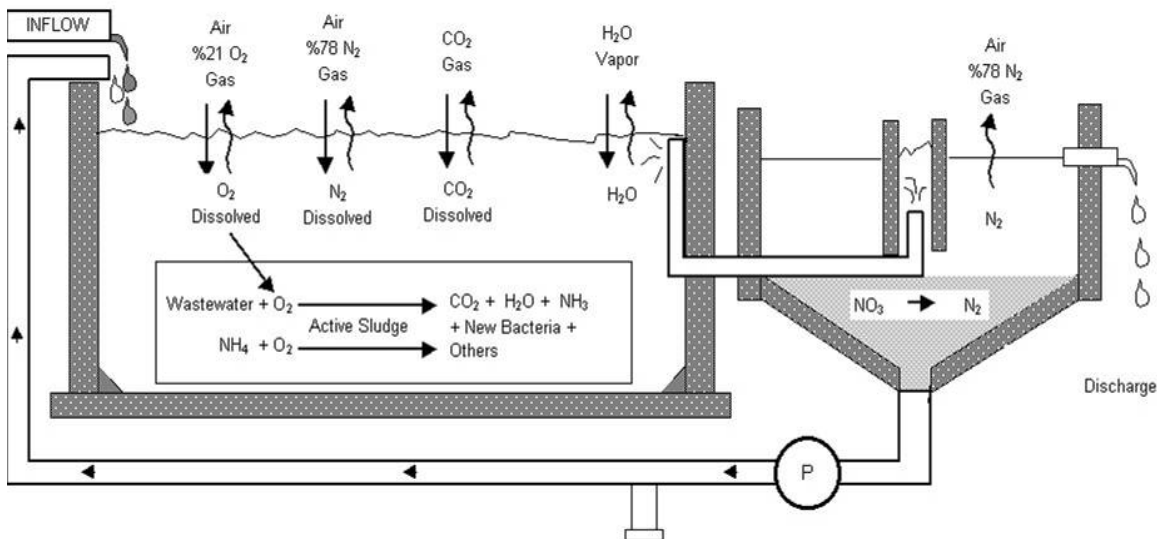 INFLOW
Air
%21 O₂
Gas
Air
%78 N₂
Gas
CO₂
Gas
H₂O
Vapor
Air
%78 N₂
Gas
O₂
Dissolved
N₂
Dissolved
CO₂
Dissolved
H₂O
N₂
Wastewater + O₂
Active Sludge
NH₄ + O₂
CO₂ + H₂O + NH₃
+ New Bacteria +
Others
NO₃
N₂
Discharge
P